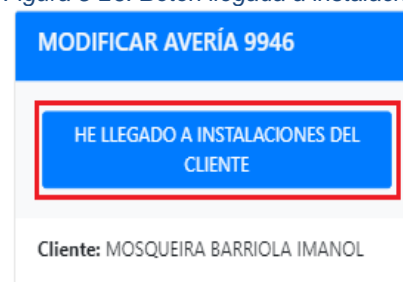 MODIFICAR AVERÍA 9946
HE LLEGADO A INSTALACIONES DEL
CLIENTE
Cliente: MOSQUEIRA BARRIOLA IMANOL